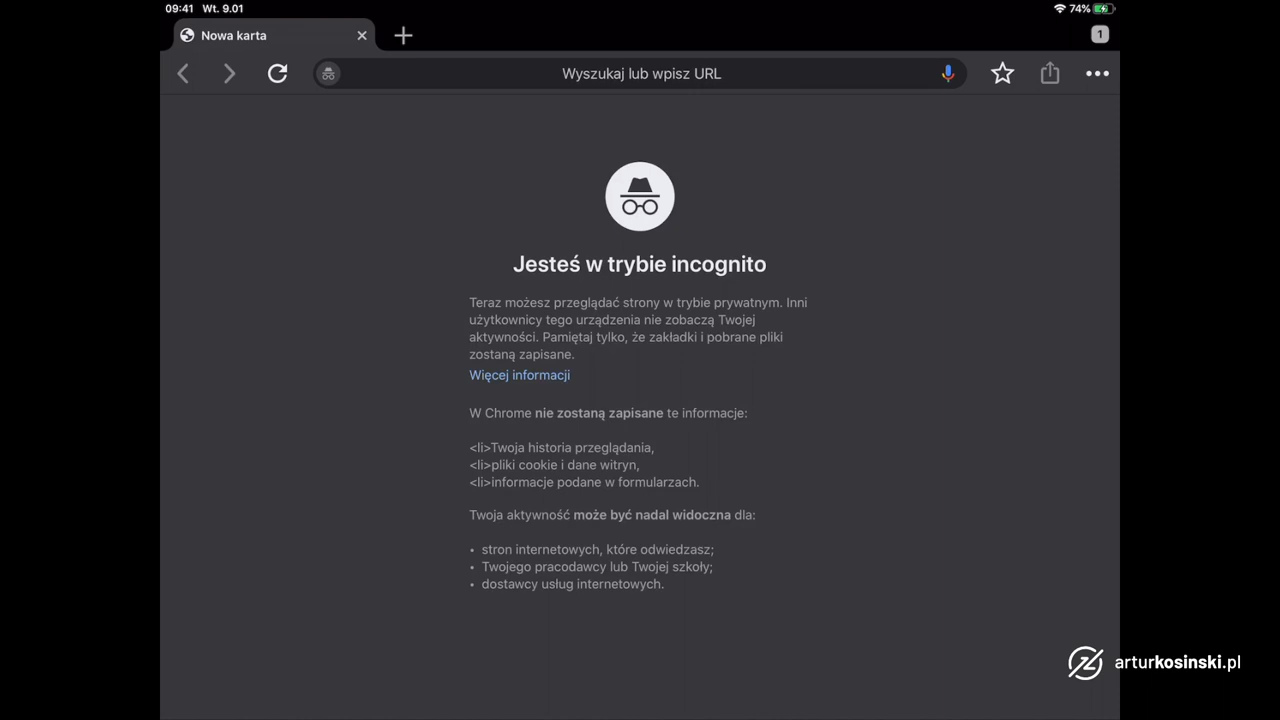 09:41 Wt. 9.01 74%
Nowa karta
1
Wyszukaj lub wpisz URL
Jesteś w trybie incognito
Teraz możesz przeglądać strony w trybie prywatnym. Inni
użytkownicy tego urządzenia nie zobaczą Twojej
aktywności. Pamiętaj tylko, że zakładki i pobrane pliki
zostaną zapisane.
Więcej informacji
W Chrome nie zostaną zapisane te informacje:
<li>Twoja historia przeglądania,
<li>pliki cookie i dane witryn,
<li>informacje podane w formularzach.
Twoja aktywność może być nadal widoczna dla:
• stron internetowych, które odwiedzasz;
• Twojego pracodawcy lub Twojej szkoły;
• dostawcy usług internetowych.
arturkosinski.pl